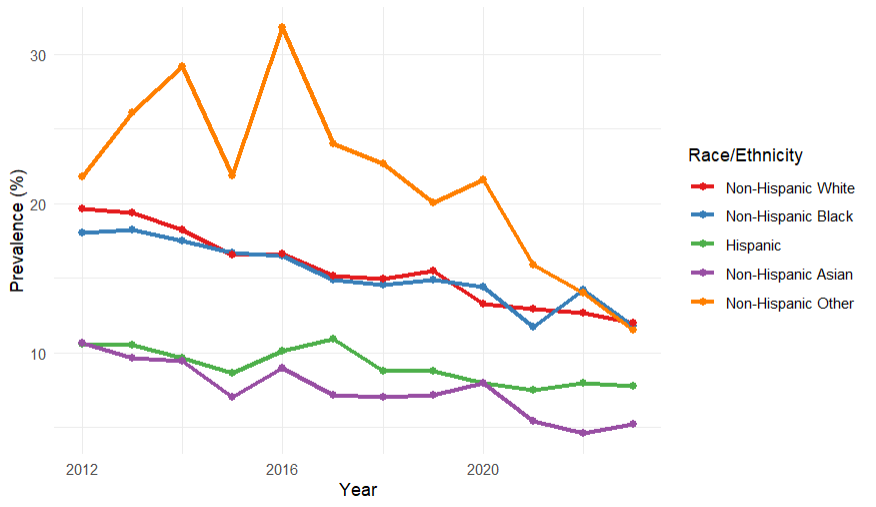 30
20
10
Prevalence (%)
2012
2016
2020
Year
Race/Ethnicity
Non-Hispanic White
Non-Hispanic Black
Hispanic
Non-Hispanic Asian
Non-Hispanic Other